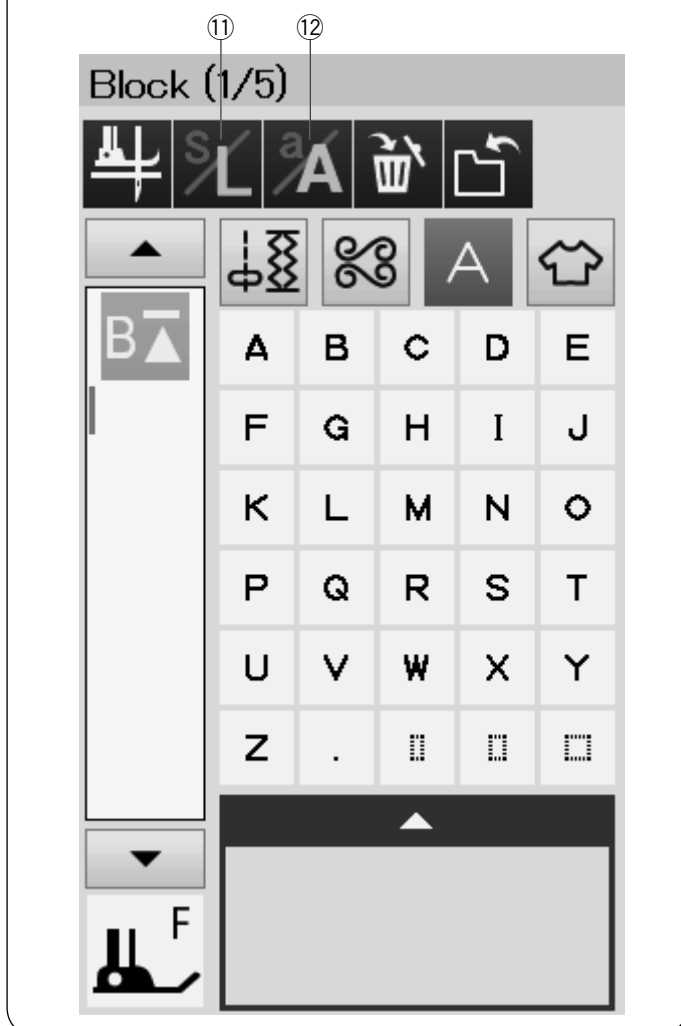 ⑪ ⑫
Block (1/5)
S/L a/A
A
B
A B C D E
F G H I J
K L M N O
P Q R S T
U V W X Y
Z .
F